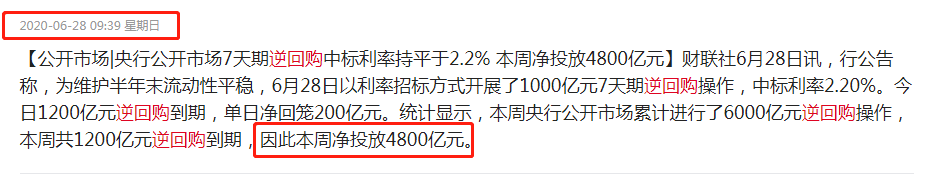 2020-06-28 09:39 星期日
【公开市场|央行公开市场7天期逆回购中标利率持平于2.2% 本周净投放4800亿元】财联社6月28日讯，行公告
称，为维护半年末流动性平稳，6月28日以利率招标方式开展了1000亿元7天期逆回购操作，中标利率2.20%。今
日1200亿元逆回购到期，单日净回笼200亿元。统计显示，本周央行公开市场累计进行了6000亿元逆回购操作，
本周共1200亿元逆回购到期，因此本周净投放4800亿元。